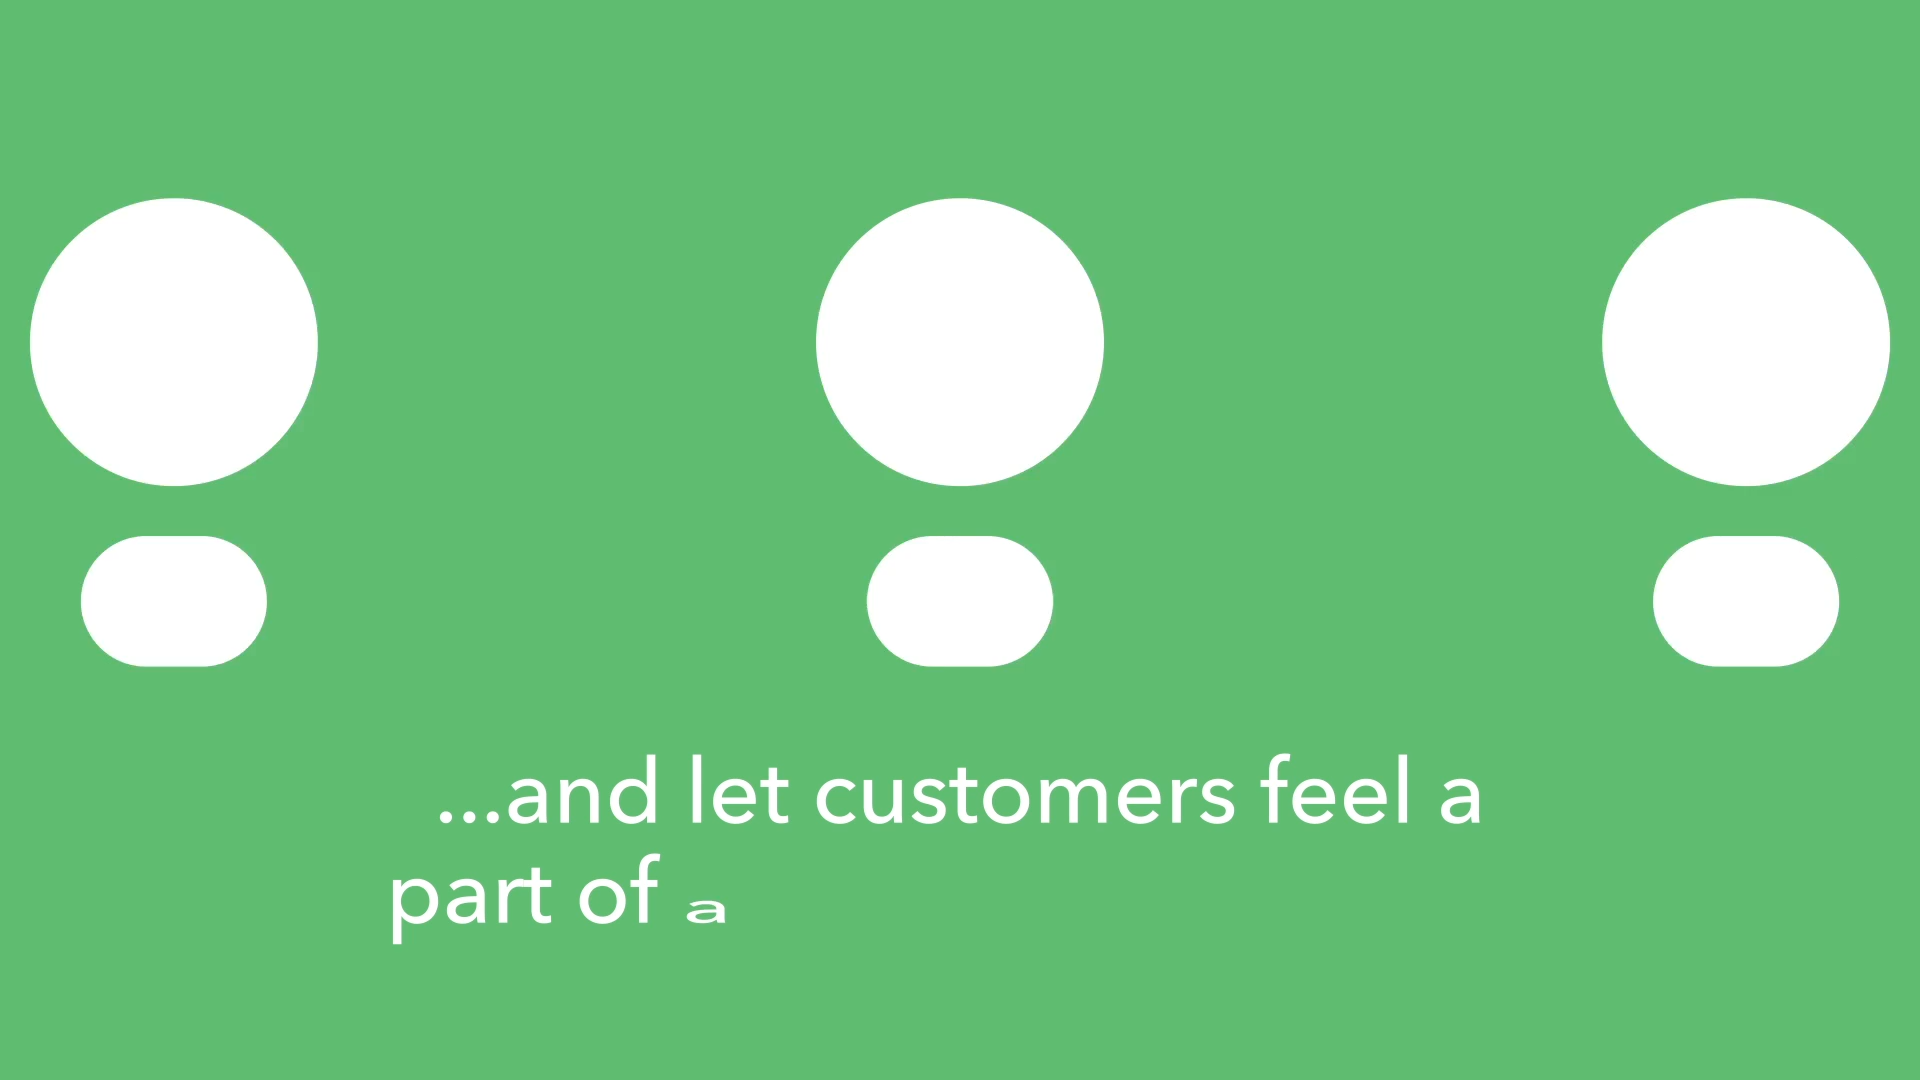 ...and let customers feel a
part of a